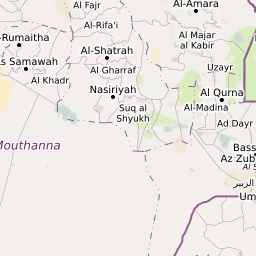 Al-Amara
Al Fajr
Al-Rifa'i
-Rumaitha
Al Majar
al Kabir
Al-Shatrah
As Samawah
Al Gharraf
Uzayr
Al Khadr
Nasiriyah
Al Qurna
Suq al
Shyukh
Al-Madina
Ad Dayr
Mouthanna
Bass
Az Zub
الزبير
Um